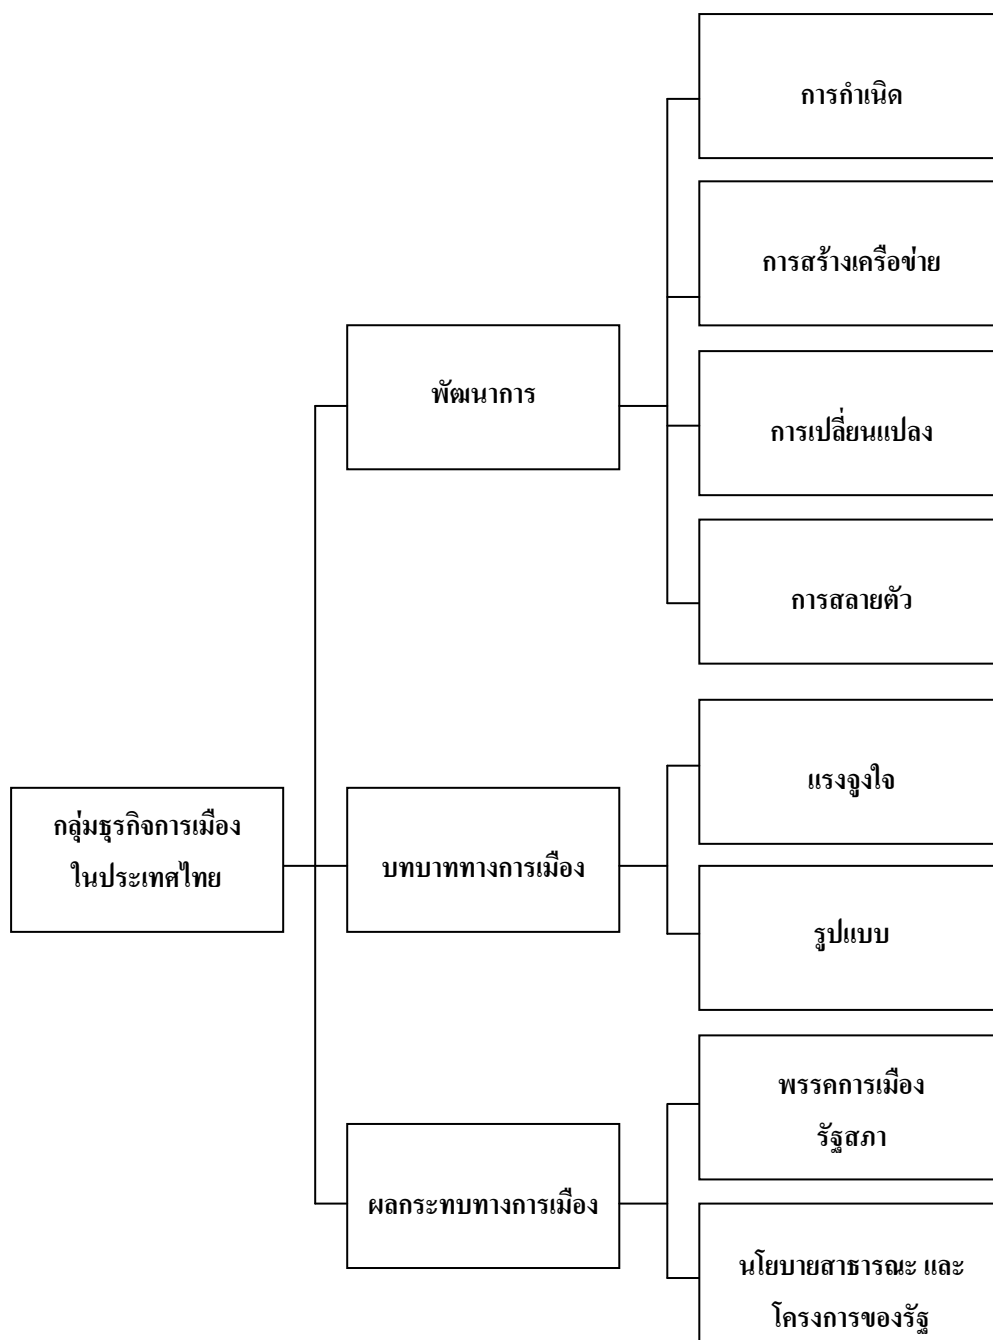 การกำเนิด
การสร้างเครือข่าย
พัฒนาการ
การเปลี่ยนแปลง
การสลายตัว
กลุ่มธุรกิจการเมือง
ในประเทศไทย
บทบาททางการเมือง
แรงจูงใจ
รูปแบบ
ผลกระทบทางการเมือง
พรรคการเมือง
รัฐสภา
นโยบายสาธารณะ และ
โครงการของรัฐ